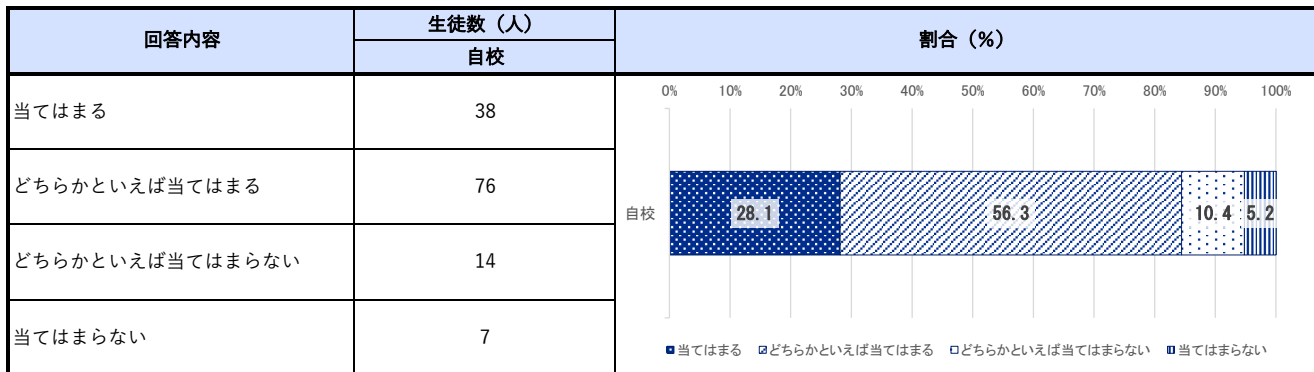 回答内容
生徒数（人）
自校
割合（%）
当てはまる
38
どちらかといえば当てはまる
76
どちらかといえば当てはまらない
14
当てはまらない
7
0% 10% 20% 30% 40% 50% 60% 70% 80% 90% 100%
自校
28.1 56.3 10.4 5.2
当てはまる どちらかといえば当てはまる どちらかといえば当てはまらない 当てはまらない